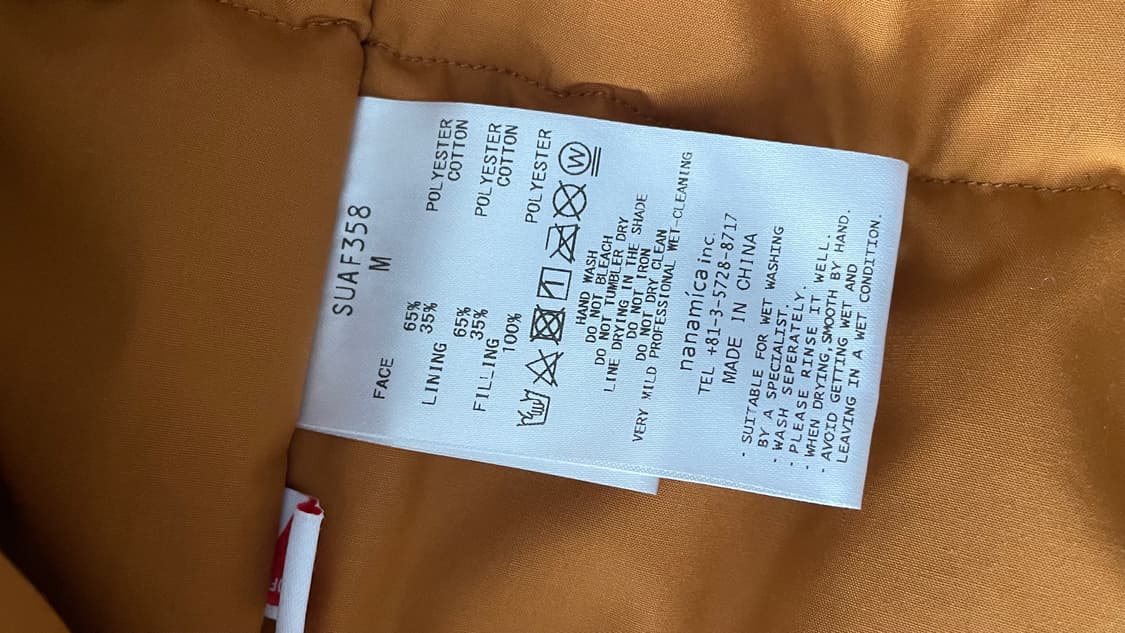 SUAF358
M
FACE
65% POLYESTER
35% COTTON
LINING
65% POLYESTER
35% COTTON
FILLING
100% POLYESTER
W
HAND WASH
DO NOT BLEACH
DO NOT TUMBLER DRY
LINE DRYING IN THE SHADE
DO NOT IRON
DO NOT DRY CLEAN
VERY MILD PROFESSIONAL WET-CLEANING
nanamica inc.
TEL +81-3-5728-8717
MADE IN CHINA
・SUITABLE FOR WET WASHING
BY A SPECIALIST.
・WASH SEPERATELY.
・PLEASE RINSE IT WELL.
・WHEN DRYING,SMOOTH BY HAND.
・AVOID GETTING WET AND
LEAVING IN A WET CONDITION.